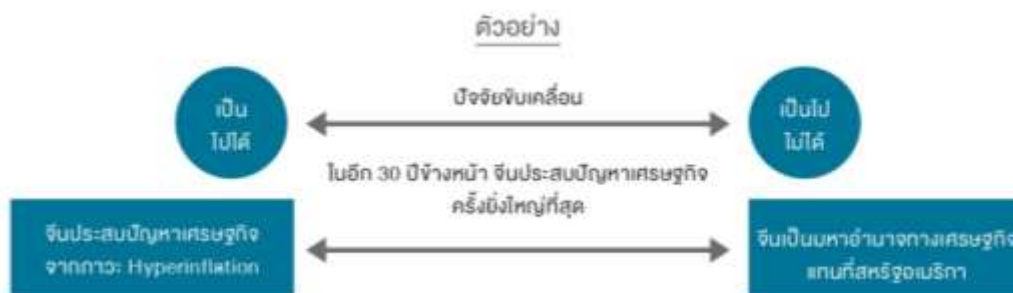 ตัวอย่าง
เป็น
ไปได้
ปัจจัยขับเคลื่อน
เป็นไป
ไม่ได้
ในอีก 30 ปีข้างหน้า จีนประสบปัญหาเศรษฐกิจ
ครั้งยิ่งใหญ่ที่สุด
จีนประสบปัญหาเศรษฐกิจ
จากภาวะ Hyperinflation
จีนเป็นมหาอำนาจทางเศรษฐกิจ
แทนที่สหรัฐอเมริกา